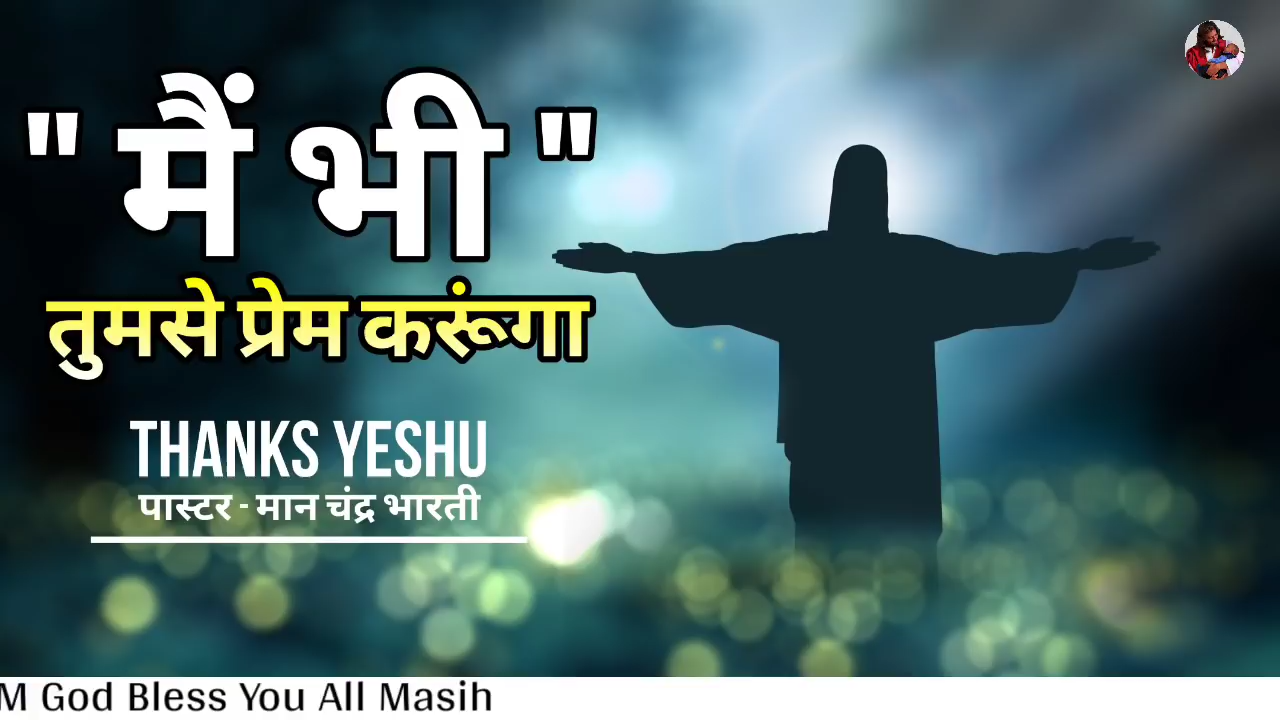 " मैं भी "
तुमसे प्रेम करूंगा
THANKS YESHU
पास्टर - मान चंद्र भारती
M God Bless You All Masih